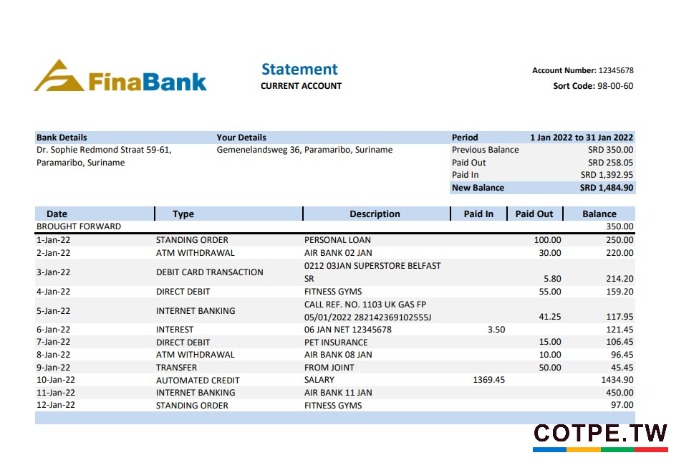 FinaBank
Statement
CURRENT ACCOUNT
Account Number: 12345678
Sort Code: 98-00-60
Bank Details Your Details Period 1 Jan 2022 to 31 Jan 2022
Dr. Sophie Redmond Straat 59-61, Gemenelandsweg 36, Paramaribo, Suriname Previous Balance SRD 350.00
Paramaribo, Suriname Paid Out SRD 258.05
Paid In SRD 1,392.95
New Balance SRD 1,484.90
Date Type Description Paid In Paid Out Balance
BROUGHT FORWARD 350.00
1-Jan-22 STANDING ORDER PERSONAL LOAN 100.00 250.00
2-Jan-22 ATM WITHDRAWAL AIR BANK 02 JAN 30.00 220.00
3-Jan-22 DEBIT CARD TRANSACTION 0212 03JAN SUPERSTORE BELFAST
SR 5.80 214.20
4-Jan-22 DIRECT DEBIT FITNESS GYMS 55.00 159.20
5-Jan-22 INTERNET BANKING CALL REF. NO. 1103 UK GAS FP
05/01/2022 282142369102555J 41.25 117.95
6-Jan-22 INTEREST 06 JAN NET 12345678 3.50 121.45
7-Jan-22 DIRECT DEBIT PET INSURANCE 15.00 106.45
8-Jan-22 ATM WITHDRAWAL AIR BANK 08 JAN 10.00 96.45
9-Jan-22 TRANSFER FROM JOINT 50.00 45.45
10-Jan-22 AUTOMATED CREDIT SALARY 1369.45 1434.90
11-Jan-22 INTERNET BANKING AIR BANK 11 JAN 450.00
12-Jan-22 STANDING ORDER FITNESS GYMS 97.00
COTPE.TW